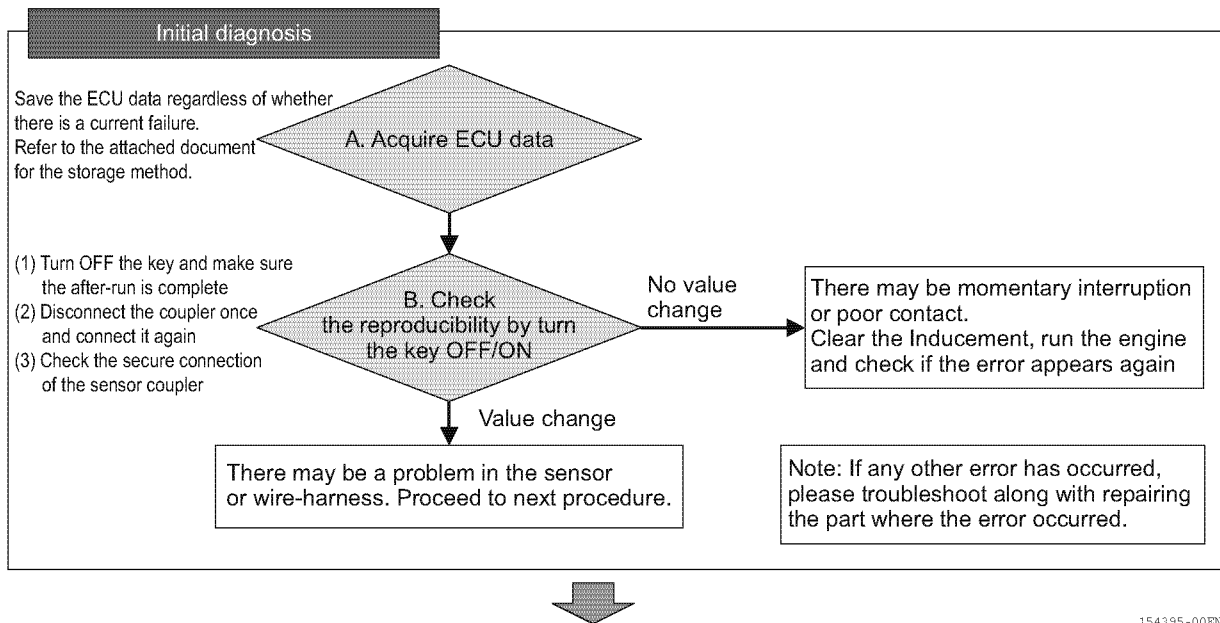 Initial diagnosis
Save the ECU data regardless of whether
there is a current failure.
Refer to the attached document
for the storage method.
A. Acquire ECU data
(1) Turn OFF the key and make sure
the after-run is complete
(2) Disconnect the coupler once
and connect it again
(3) Check the secure connection
of the sensor coupler
B. Check
the reproducibility by turn
the key OFF/ON
No value
change
There may be momentary interruption
or poor contact.
Clear the Inducement, run the engine
and check if the error appears again
Value change
There may be a problem in the sensor
or wire-harness. Proceed to next procedure.
Note: If any other error has occurred,
please troubleshoot along with repairing
the part where the error occurred.
154395-00EN